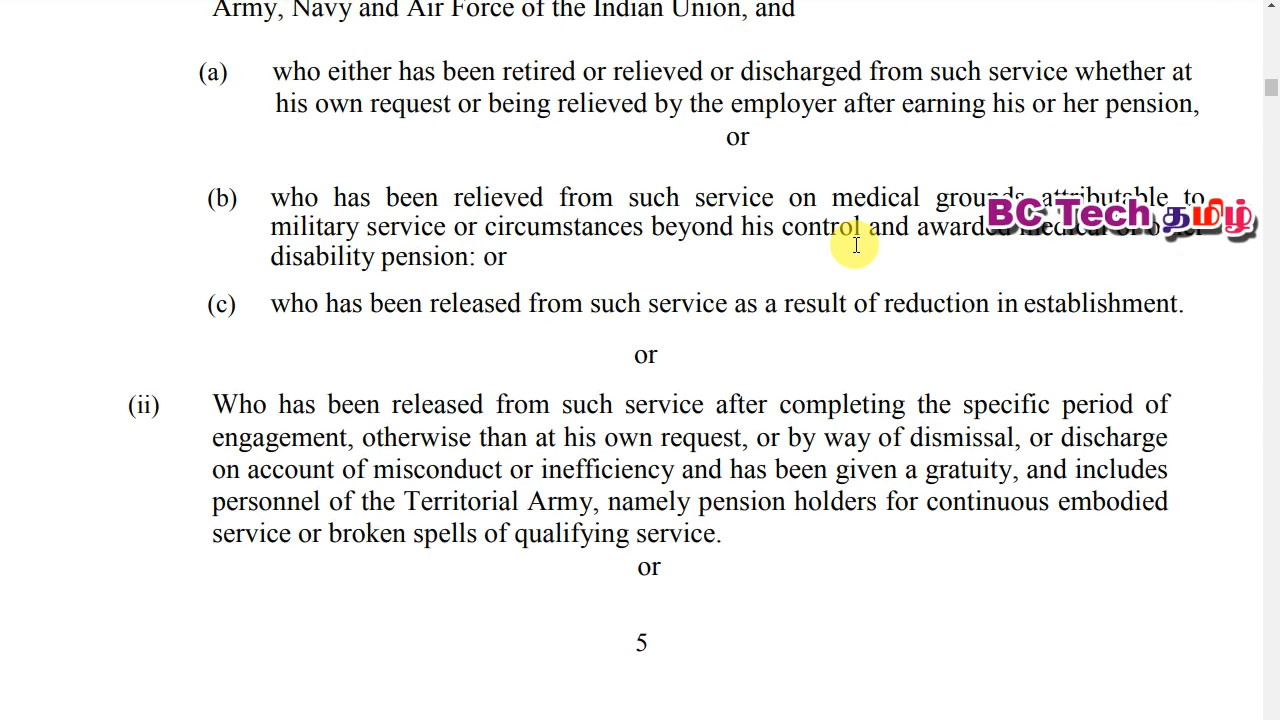 Army, Navy and Air Force of the Indian Union, and
(a) who either has been retired or relieved or discharged from such service whether at
his own request or being relieved by the employer after earning his or her pension,
or
(b) who has been relieved from such service on medical grounds attributable to
BC Tech தமிழ்
military service or circumstances beyond his control and awarded medical or other
disability pension: or
(c) who has been released from such service as a result of reduction in establishment.
or
(ii) Who has been released from such service after completing the specific period of
engagement, otherwise than at his own request, or by way of dismissal, or discharge
on account of misconduct or inefficiency and has been given a gratuity, and includes
personnel of the Territorial Army, namely pension holders for continuous embodied
service or broken spells of qualifying service.
or
5